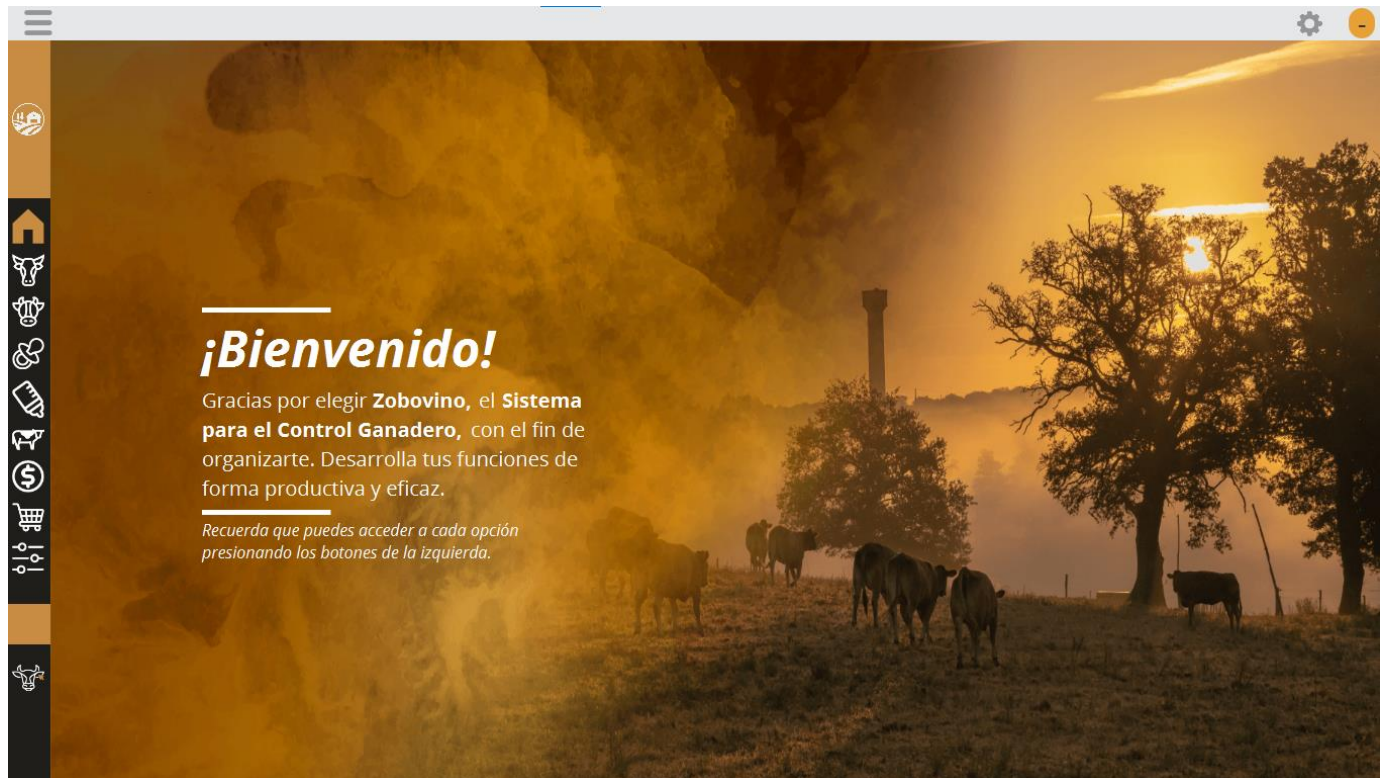 ¡Bienvenido!
Gracias por elegir Zobovino, el Sistema
para el Control Ganadero, con el fin de
organizarte. Desarrolla tus funciones de
forma productiva y eficaz.
Recuerda que puedes acceder a cada opción
presionando los botones de la izquierda.